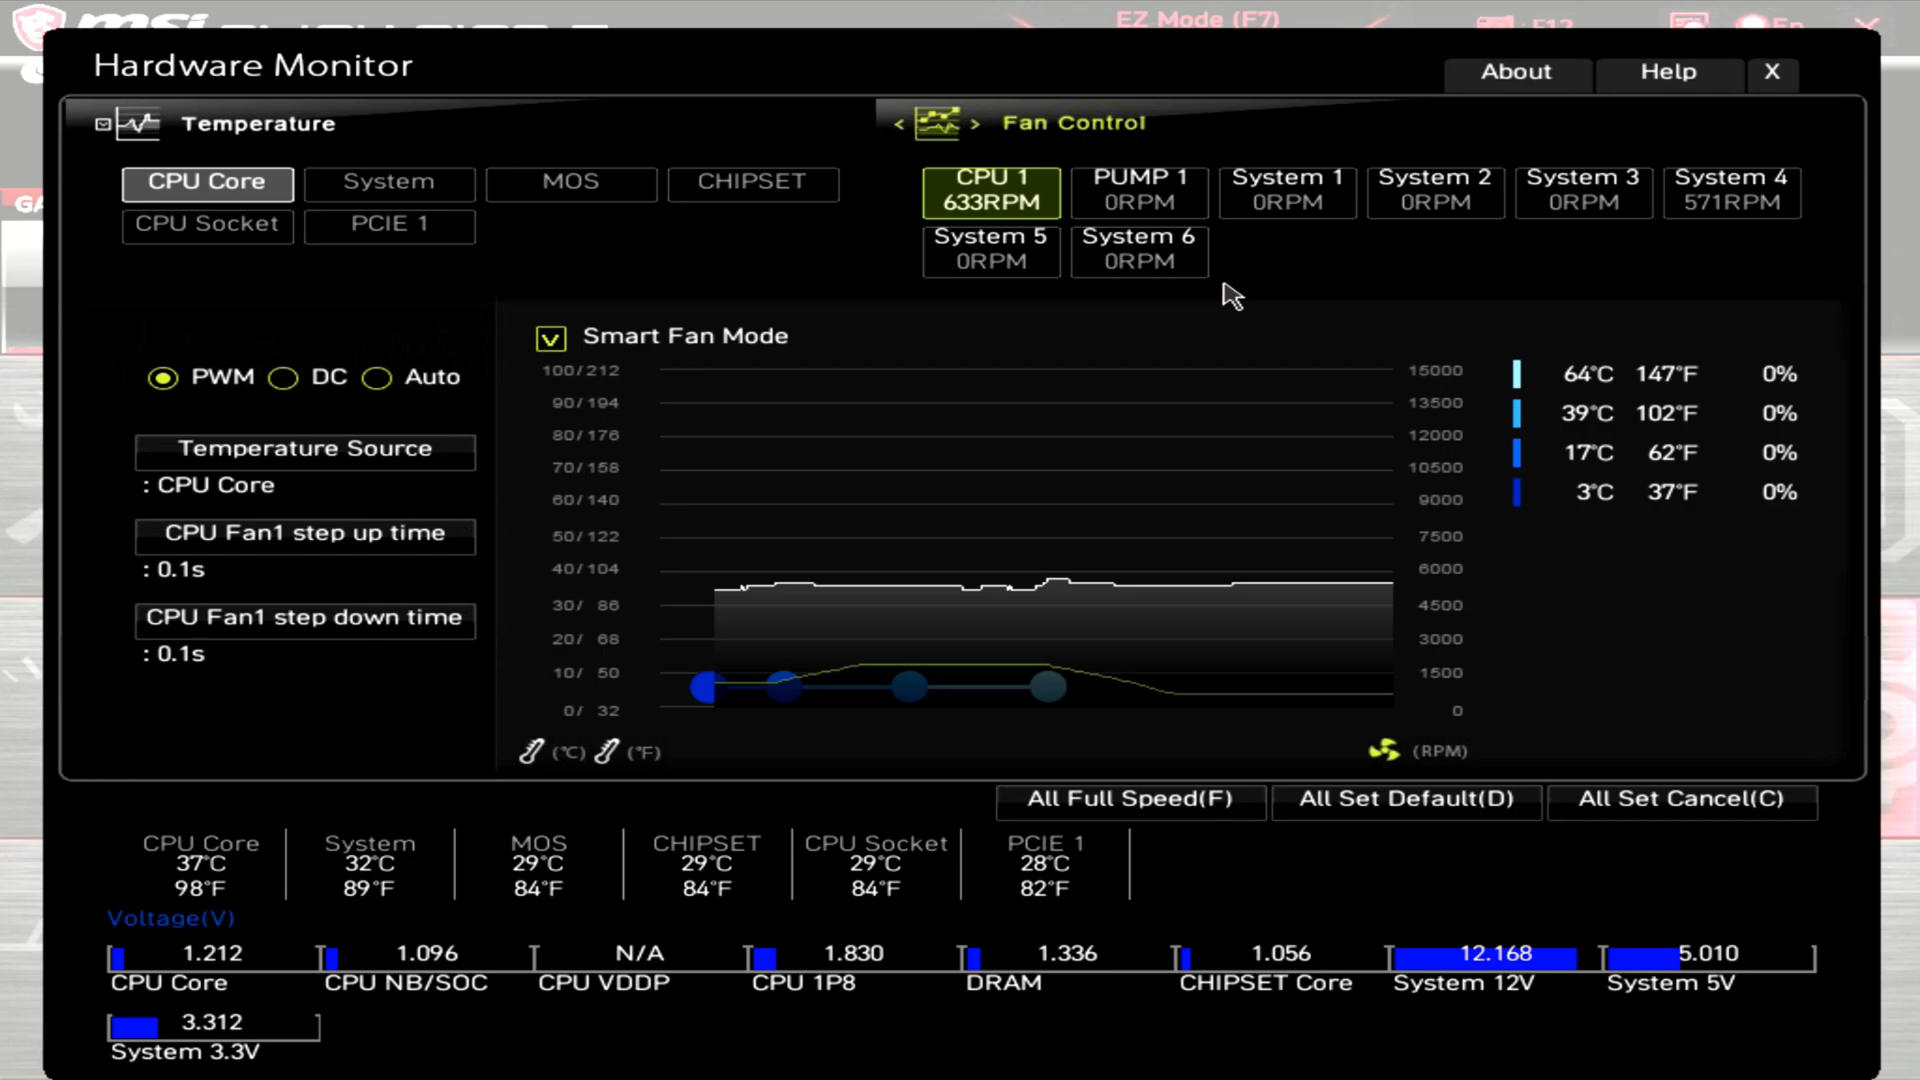 msi
EZ Mode (F7)
: F12
En
Hardware Monitor
About
Help
X
Temperature
< > Fan Control
CPU Core
System
MOS
CHIPSET
CPU Socket
PCIE 1
CPU 1
633RPM
PUMP 1
0RPM
System 1
0RPM
System 2
0RPM
System 3
0RPM
System 4
571RPM
System 5
0RPM
System 6
0RPM
PWM
DC
Auto
Temperature Source
: CPU Core
CPU Fan1 step up time
: 0.1s
CPU Fan1 step down time
: 0.1s
Smart Fan Mode
100/212
90/194
80/176
70/158
60/140
50/122
40/104
30/ 86
20/ 68
10/ 50
0/ 32
15000
13500
12000
10500
9000
7500
6000
4500
3000
1500
0
(°C)
(°F)
(RPM)
64°C 147°F 0%
39°C 102°F 0%
17°C 62°F 0%
3°C 37°F 0%
All Full Speed(F)
All Set Default(D)
All Set Cancel(C)
CPU Core
37°C
98°F
System
32°C
89°F
MOS
29°C
84°F
CHIPSET
29°C
84°F
CPU Socket
29°C
84°F
PCIE 1
28°C
82°F
Voltage(V)
1.212
CPU Core
1.096
CPU NB/SOC
N/A
CPU VDDP
1.830
CPU 1P8
1.336
DRAM
1.056
CHIPSET Core
12.168
System 12V
5.010
System 5V
3.312
System 3.3V